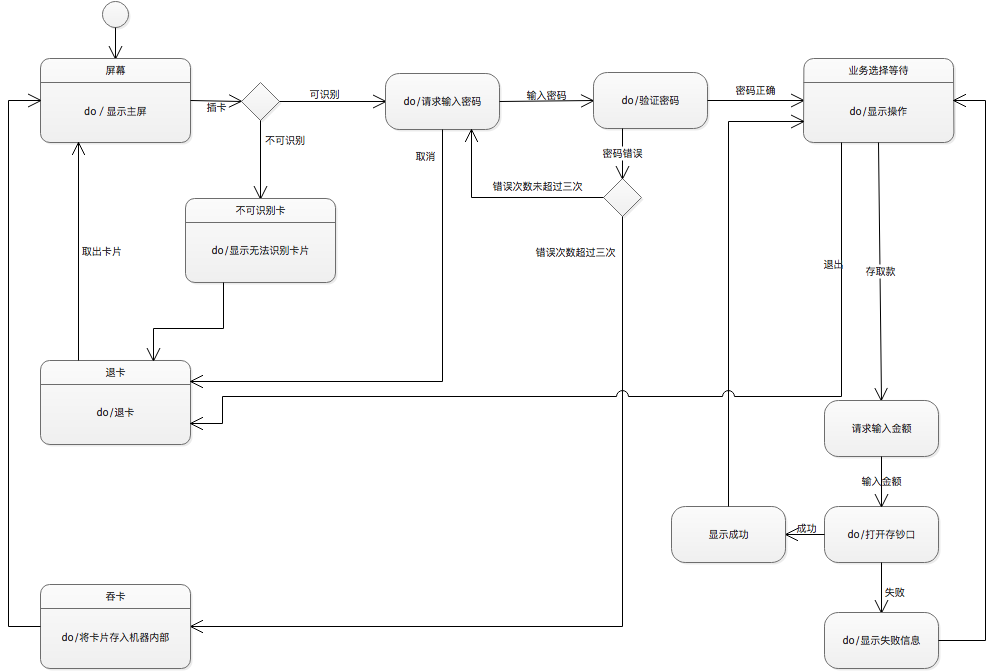 屏幕
do / 显示主屏
插卡
可识别
do/请求输入密码
输入密码
do/验证密码
密码正确
业务选择等待
do/显示操作
不可识别
取消
密码错误
错误次数未超过三次
不可识别卡
do/显示无法识别卡片
取出卡片
错误次数超过三次
退出
存取款
退卡
do/退卡
请求输入金额
输入金额
显示成功
成功
do/打开存钞口
失败
吞卡
do/将卡片存入机器内部
do/显示失败信息